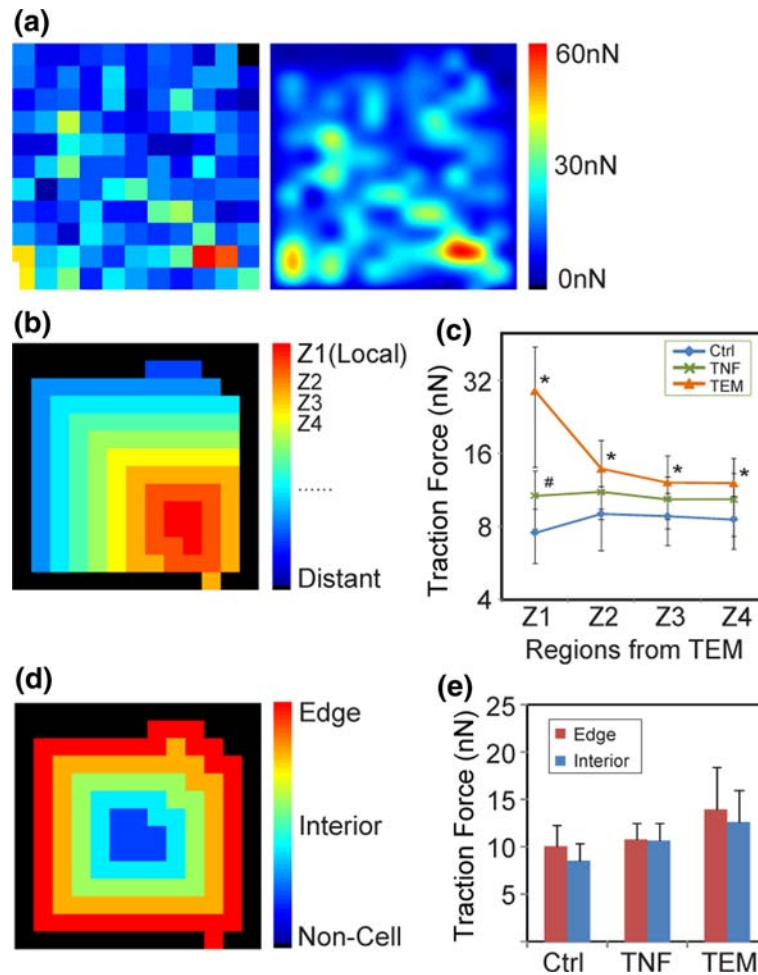 (a)
60nN
30nN
0nN
(b)
Z1(Local)
Z2
Z3
Z4
......
Distant
(c)
Traction Force (nN)
32
16
8
4
Ctrl
TNF
TEM
*
#
*
*
*
Z1 Z2 Z3 Z4
Regions from TEM
(d)
Edge
Interior
Non-Cell
(e)
Traction Force (nN)
25
20
15
10
5
Edge
Interior
Ctrl TNF TEM